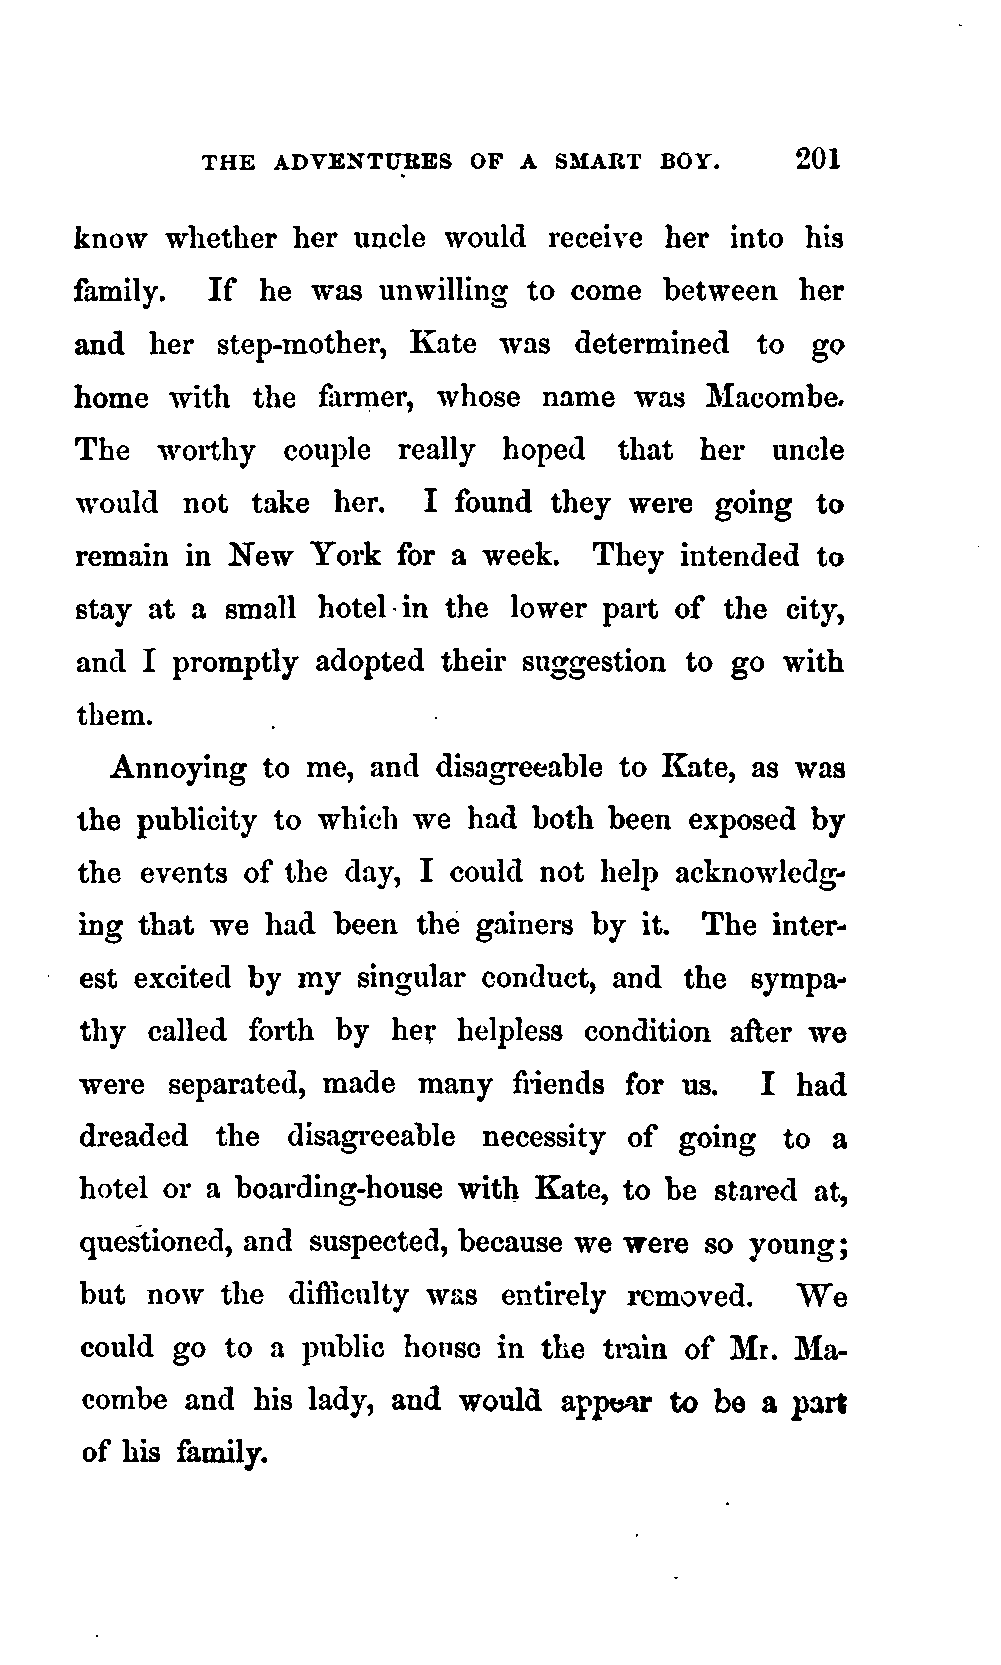 THE ADVENTURES OF A SMART BOY. 201
know whether her uncle would receive her into his
family. If he was unwilling to come between her
and her step-mother, Kate was determined to go
home with the farmer, whose name was Macombe.
The worthy couple really hoped that her uncle
would not take her. I found they were going to
remain in New York for a week. They intended to
stay at a small hotel in the lower part of the city,
and I promptly adopted their suggestion to go with
them.
Annoying to me, and disagreeable to Kate, as was
the publicity to which we had both been exposed by
the events of the day, I could not help acknowledg-
ing that we had been the gainers by it. The inter-
est excited by my singular conduct, and the sympa-
thy called forth by her helpless condition after we
were separated, made many friends for us. I had
dreaded the disagreeable necessity of going to a
hotel or a boarding-house with Kate, to be stared at,
questioned, and suspected, because we were so young;
but now the difficulty was entirely removed. We
could go to a public house in the train of Mr. Ma-
combe and his lady, and would appear to be a part
of his family.